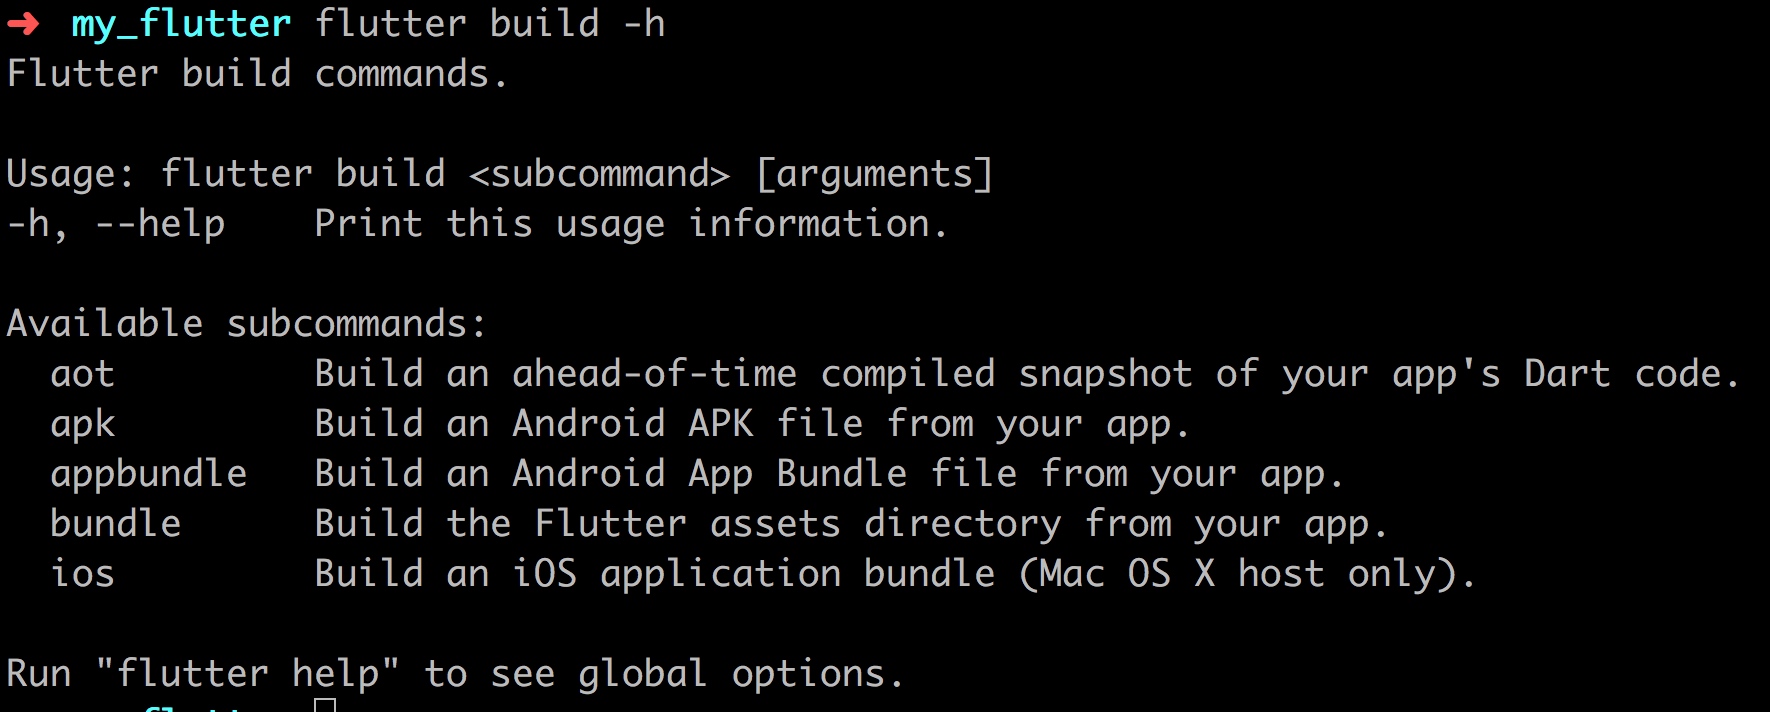 ➜  my_flutter flutter build -h
Flutter build commands.

Usage: flutter build <subcommand> [arguments]
-h, --help    Print this usage information.

Available subcommands:
  aot         Build an ahead-of-time compiled snapshot of your app's Dart code.
  apk         Build an Android APK file from your app.
  appbundle   Build an Android App Bundle file from your app.
  bundle      Build the Flutter assets directory from your app.
  ios         Build an iOS application bundle (Mac OS X host only).

Run "flutter help" to see global options.